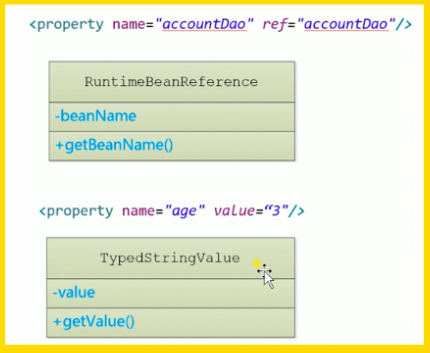 <property name="accountDao" ref="accountDao"/>
RuntimeBeanReference
-beanName
+getBeanName()
<property name="age" value=“3"/>
TypedStringValue
-value
+getValue()